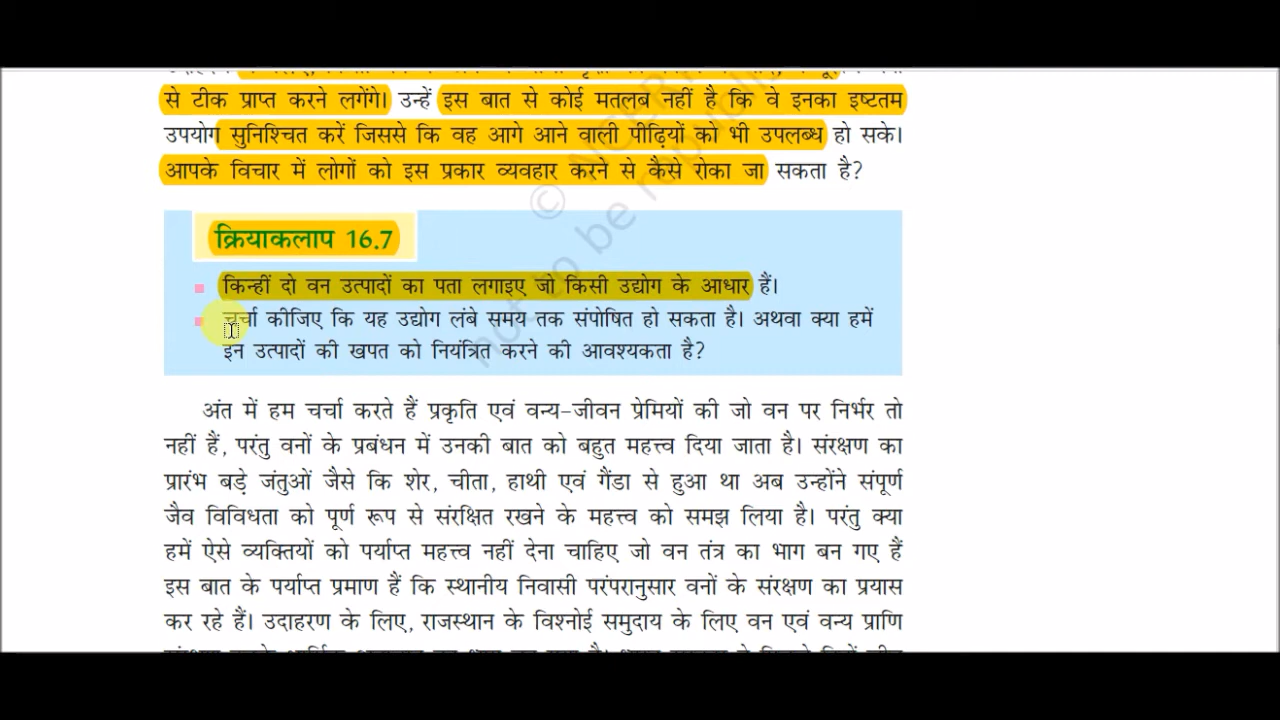 से टीक प्राप्त करने लगेंगे। उन्हें इस बात से कोई मतलब नहीं है कि वे इनका इष्टतम
उपयोग सुनिश्चित करें जिससे कि वह आगे आने वाली पीढ़ियों को भी उपलब्ध हो सके।
आपके विचार में लोगों को इस प्रकार व्यवहार करने से कैसे रोका जा सकता है?
क्रियाकलाप 16.7
किन्हीं दो वन उत्पादों का पता लगाइए जो किसी उद्योग के आधार हैं।
चर्चा कीजिए कि यह उद्योग लंबे समय तक संपोषित हो सकता है। अथवा क्या हमें
इन उत्पादों की खपत को नियंत्रित करने की आवश्यकता है?
अंत में हम चर्चा करते हैं प्रकृति एवं वन्य-जीवन प्रेमियों की जो वन पर निर्भर तो
नहीं हैं, परंतु वनों के प्रबंधन में उनकी बात को बहुत महत्त्व दिया जाता है। संरक्षण का
प्रारंभ बड़े जंतुओं जैसे कि शेर, चीता, हाथी एवं गैंडा से हुआ था अब उन्होंने संपूर्ण
जैव विविधता को पूर्ण रूप से संरक्षित रखने के महत्त्व को समझ लिया है। परंतु क्या
हमें ऐसे व्यक्तियों को पर्याप्त महत्त्व नहीं देना चाहिए जो वन तंत्र का भाग बन गए हैं
इस बात के पर्याप्त प्रमाण हैं कि स्थानीय निवासी परंपरानुसार वनों के संरक्षण का प्रयास
कर रहे हैं। उदाहरण के लिए, राजस्थान के विश्नोई समुदाय के लिए वन एवं वन्य प्राणि
© NCERT
not to be republi